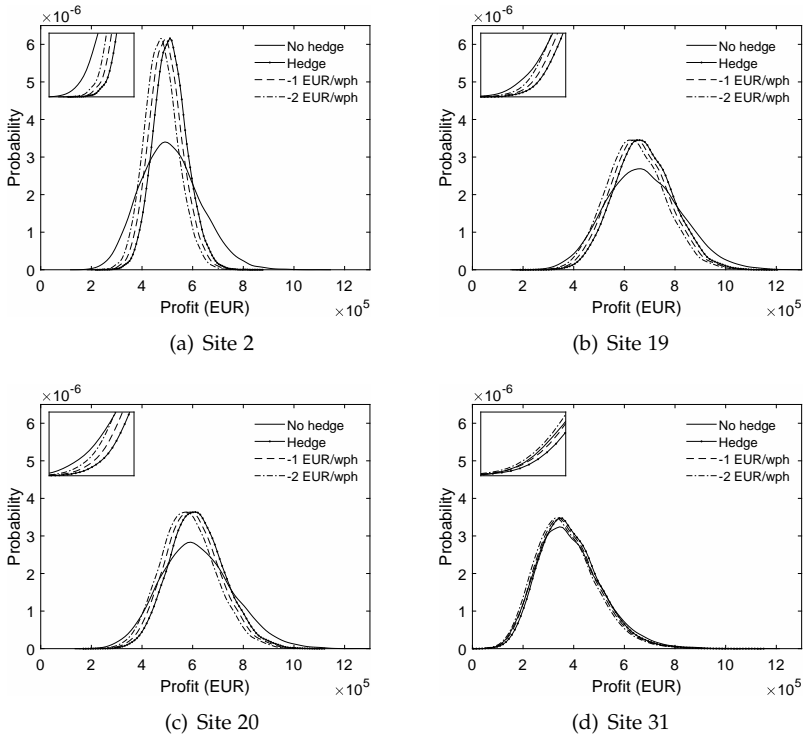 ×10-6
6
5
4
3
2
1
0
Probability
No hedge
Hedge
-1 EUR/wph
-2 EUR/wph
0 2 4 6 8 10 12
Profit (EUR)
×105
(a) Site 2
×10-6
6
5
4
3
2
1
0
Probability
No hedge
Hedge
-1 EUR/wph
-2 EUR/wph
0 2 4 6 8 10 12
Profit (EUR)
×105
(b) Site 19
×10-6
6
5
4
3
2
1
0
Probability
No hedge
Hedge
-1 EUR/wph
-2 EUR/wph
0 2 4 6 8 10 12
Profit (EUR)
×105
(c) Site 20
×10-6
6
5
4
3
2
1
0
Probability
No hedge
Hedge
-1 EUR/wph
-2 EUR/wph
0 2 4 6 8 10 12
Profit (EUR)
×105
(d) Site 31